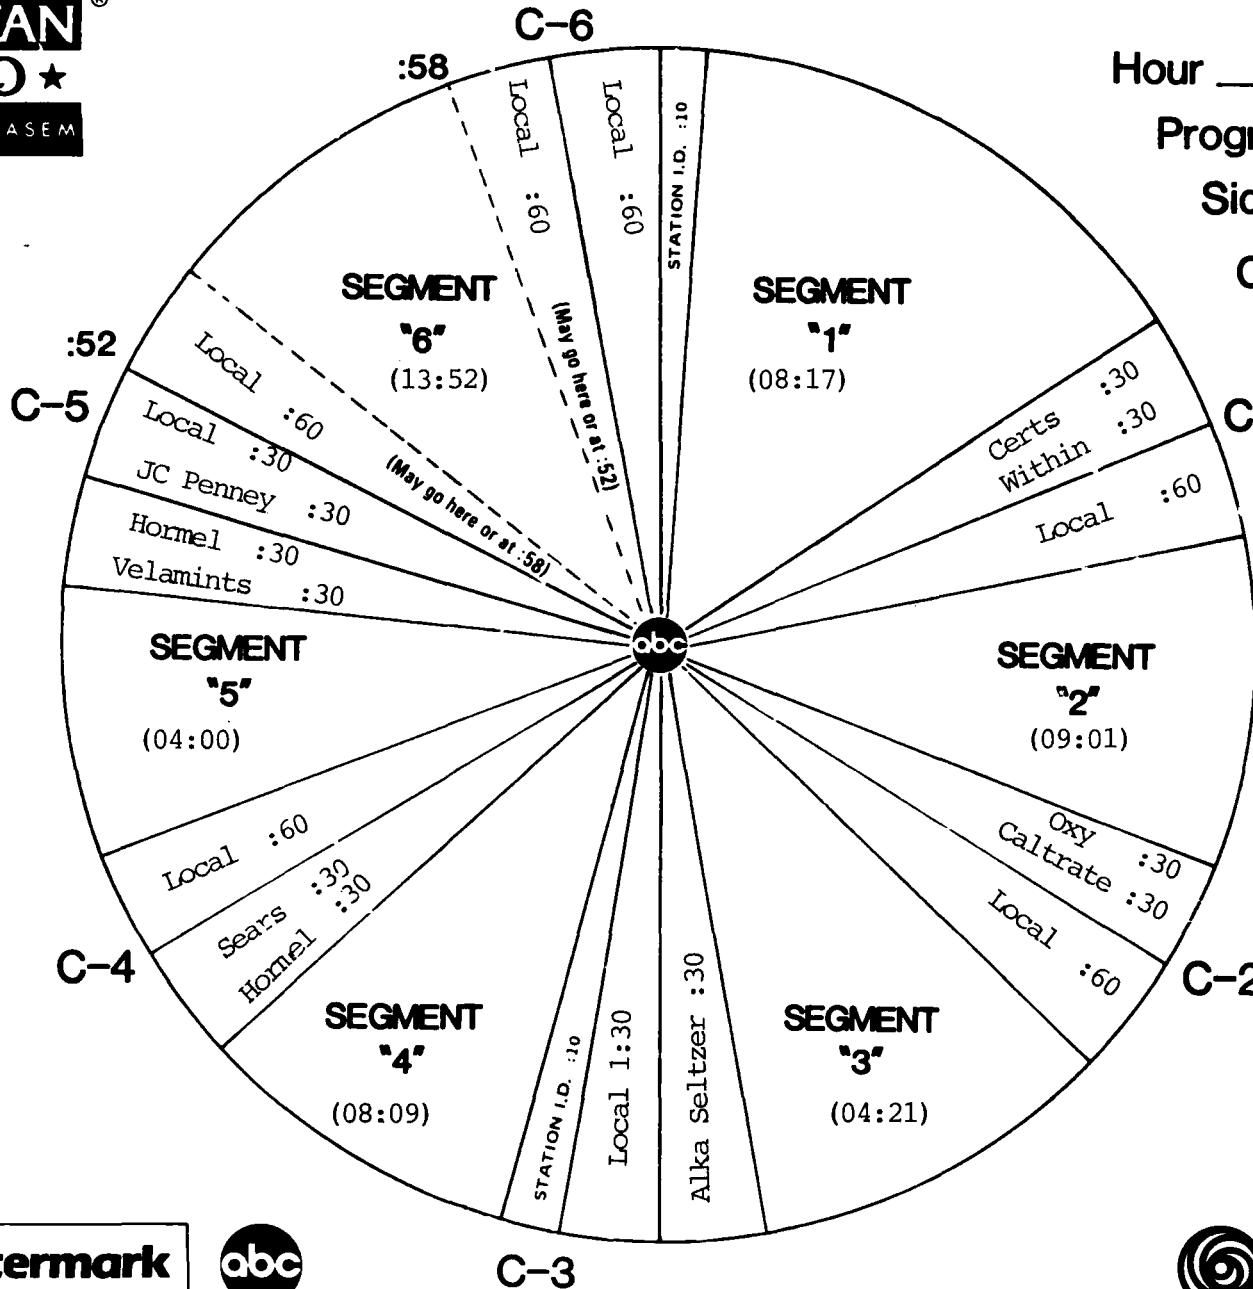 C-6
:58
Hour
ASEM
Local :60
Local :60
STATION I.D. :10
SEGMENT
"6"
(13:52)
(May go here or at :52)
SEGMENT
"1"
(08:17)
:52
C-5
Local :60
(May go here or at :58)
Local :30
JC Penney :30
Hormel :30
Velamints :30
Certs :30
Within :30
Local :60
abc
SEGMENT
"5"
(04:00)
SEGMENT
"2"
(09:01)
Oxy :30
Caltrate :30
Local :60
C-2
Local :60
Sears :30
Hormel :30
C-4
SEGMENT
"4"
(08:09)
STATION I.D. :10
Local 1:30
Alka Seltzer :30
SEGMENT
"3"
(04:21)
C-3
termark
abc